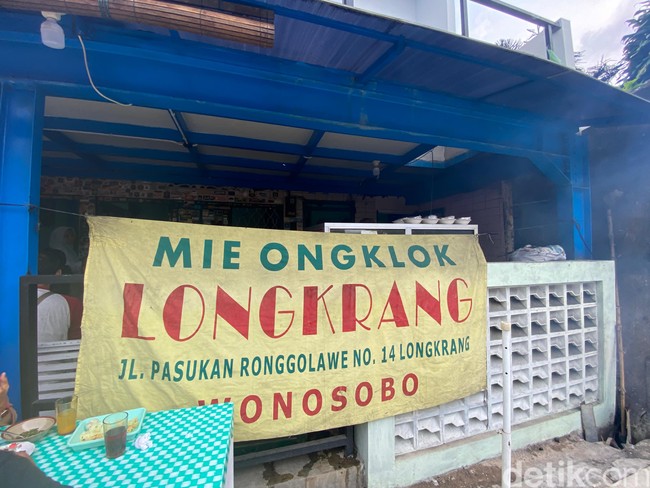 MIE ONGKLOK
LONGKRANG
JL. PASUKAN RONGGOLAWE NO. 14 LONGKRANG
WONOSOBO
detikcom